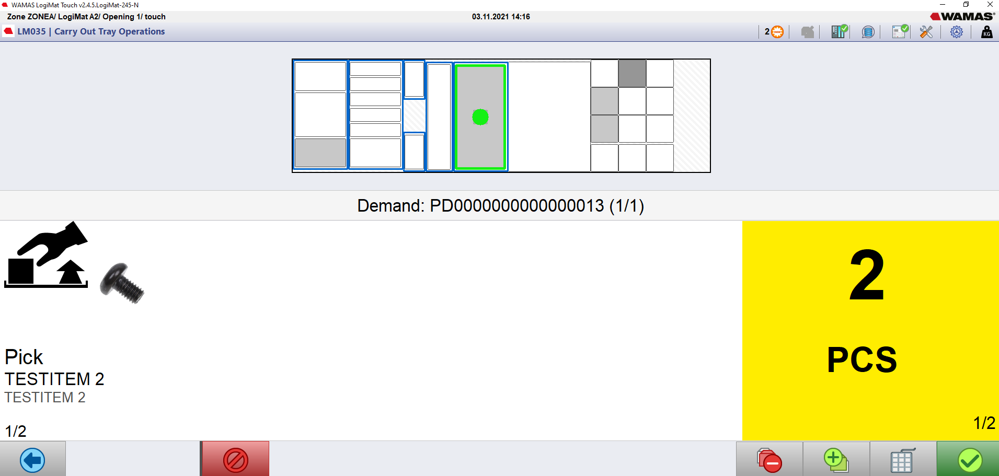 WAMAS LogiMat Touch v2.4.5.LogiMat-245-N
Zone ZONEA/ LogiMat A2/ Opening 1/ touch
03.11.2021 14:16
WAMAS®
LM035 | Carry Out Tray Operations
2
NEW
KG
Demand: PD0000000000000013 (1/1)
2
PCS
Pick
TESTITEM 2
TESTITEM 2
1/2
1/2